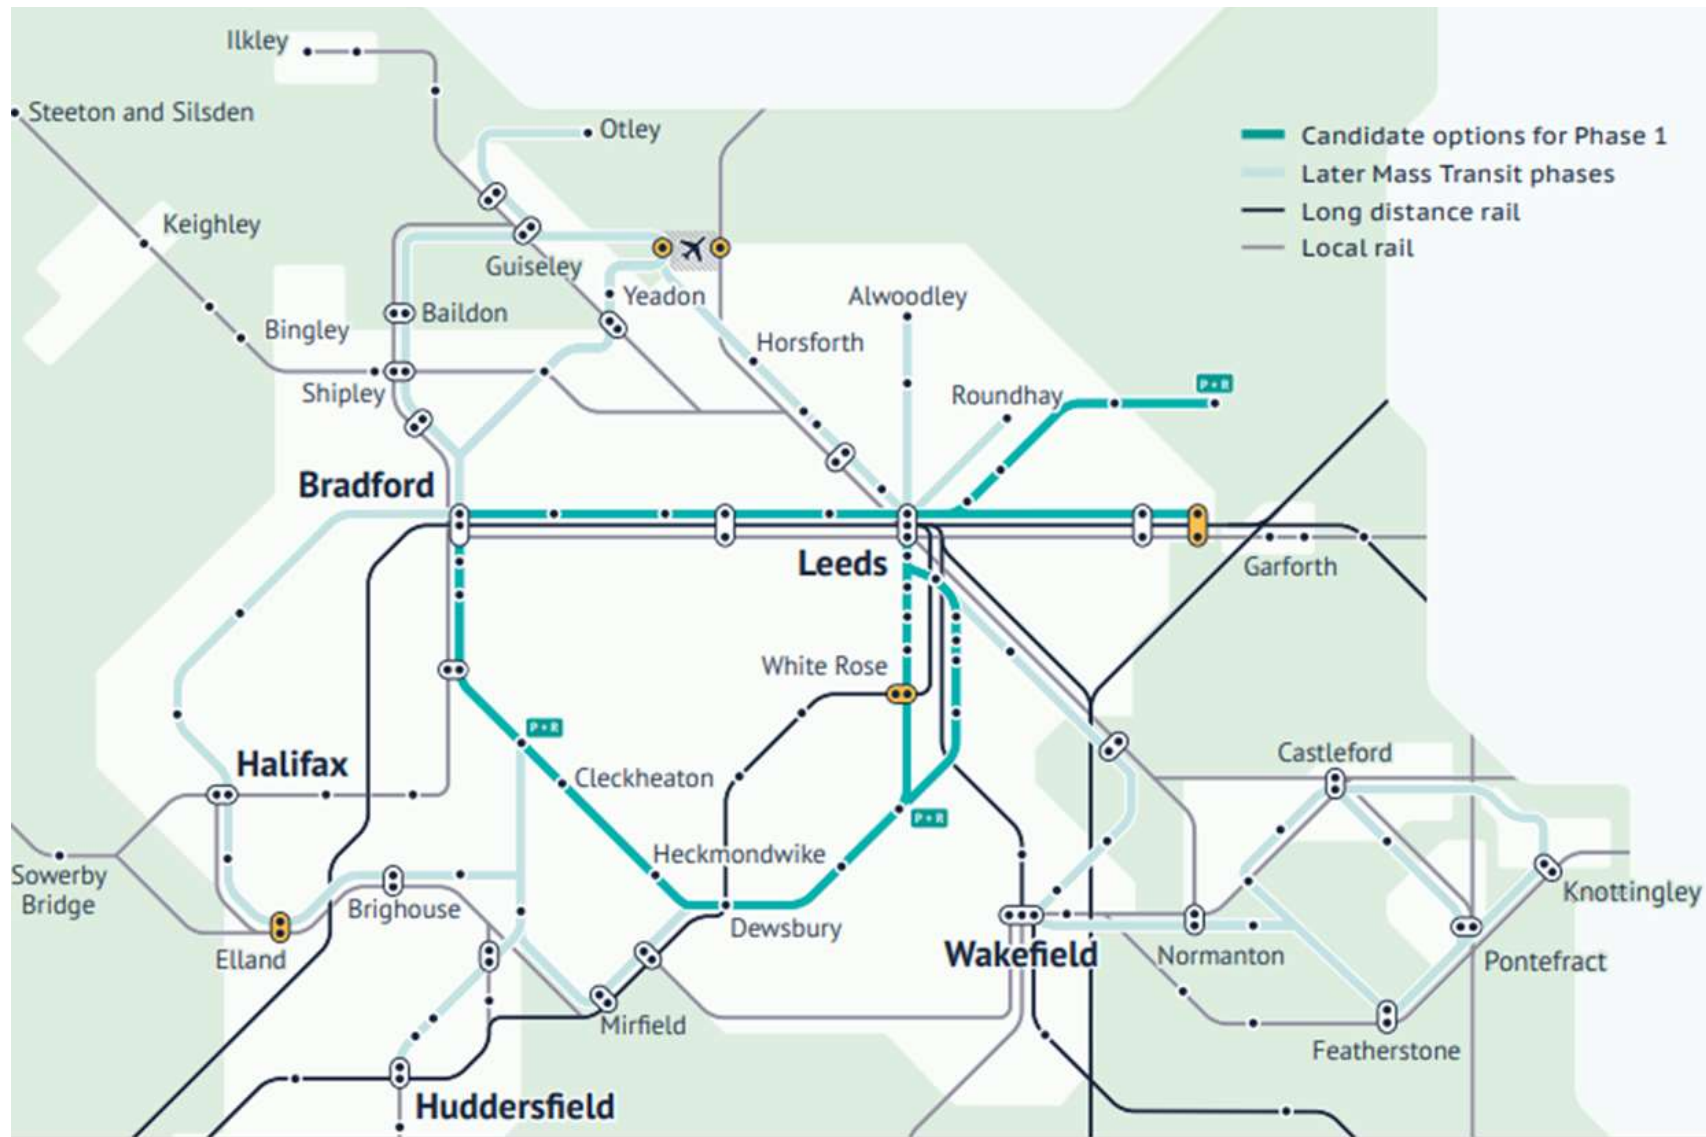 Ilkley
Steeton and Silsden
Otley
Candidate options for Phase 1
Later Mass Transit phases
Long distance rail
Local rail
Keighley
Guiseley
Yeadon
Alwoodley
Baildon
Bingley
Horsforth
Shipley
Roundhay
P+R
Bradford
Leeds
Garforth
White Rose
P+R
Halifax
Cleckheaton
Castleford
P+R
Heckmondwike
Sowerby
Bridge
Brighouse
Dewsbury
Knottingley
Elland
Wakefield
Normanton
Pontefract
Mirfield
Featherstone
Huddersfield